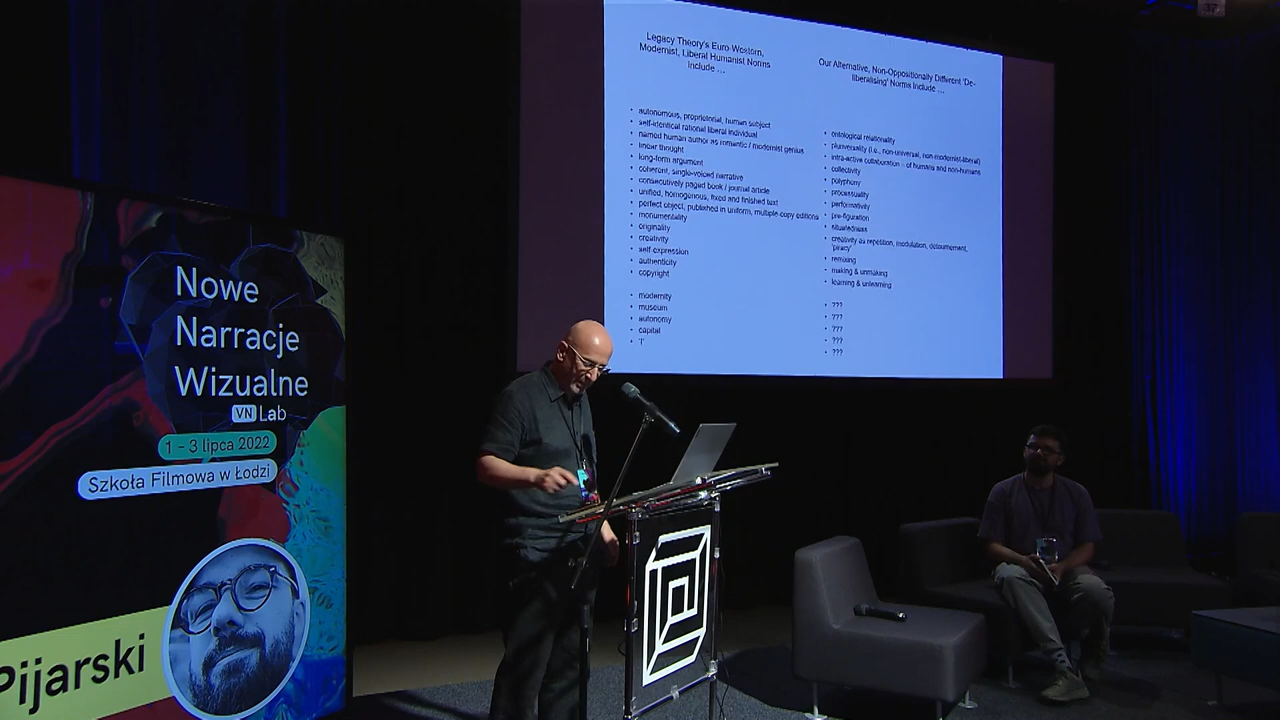 37
Legacy Theory's Euro-Western,
Modernist, Liberal Humanist Norms
Include ...
• autonomous, proprietorial, human subject
• self-identical rational liberal individual
• named human author as romantic / modernist genius
• linear thought
• long-form argument
• coherent, single-voiced narrative
• consecutively paged book / journal article
• unified, homogenous, fixed and finished text
• perfect object, published in uniform, multiple-copy editions
• monumentality
• originality
• creativity
• self-expression
• authenticity
• copyright
• modernity
• museum
• autonomy
• capital
• 'I'
Our Alternative, Non-Oppositionally Different 'De-
liberalising' Norms Include ...
• ontological relationality
• pluriversality (i.e., non-universal, non-modernist-liberal)
• intra-active collaboration – of humans and non-humans
• collectivity
• polyphony
• processuality
• performativity
• pre-figuration
• situatedness
• creativity as repetition, modulation, detournement,
'piracy'
• remixing
• making & unmaking
• learning & unlearning
• ???
• ???
• ???
• ???
• ???
Nowe
Narracje
Wizualne
VN Lab
1 – 3 lipca 2022
Szkoła Filmowa w Łodzi
Pijarski